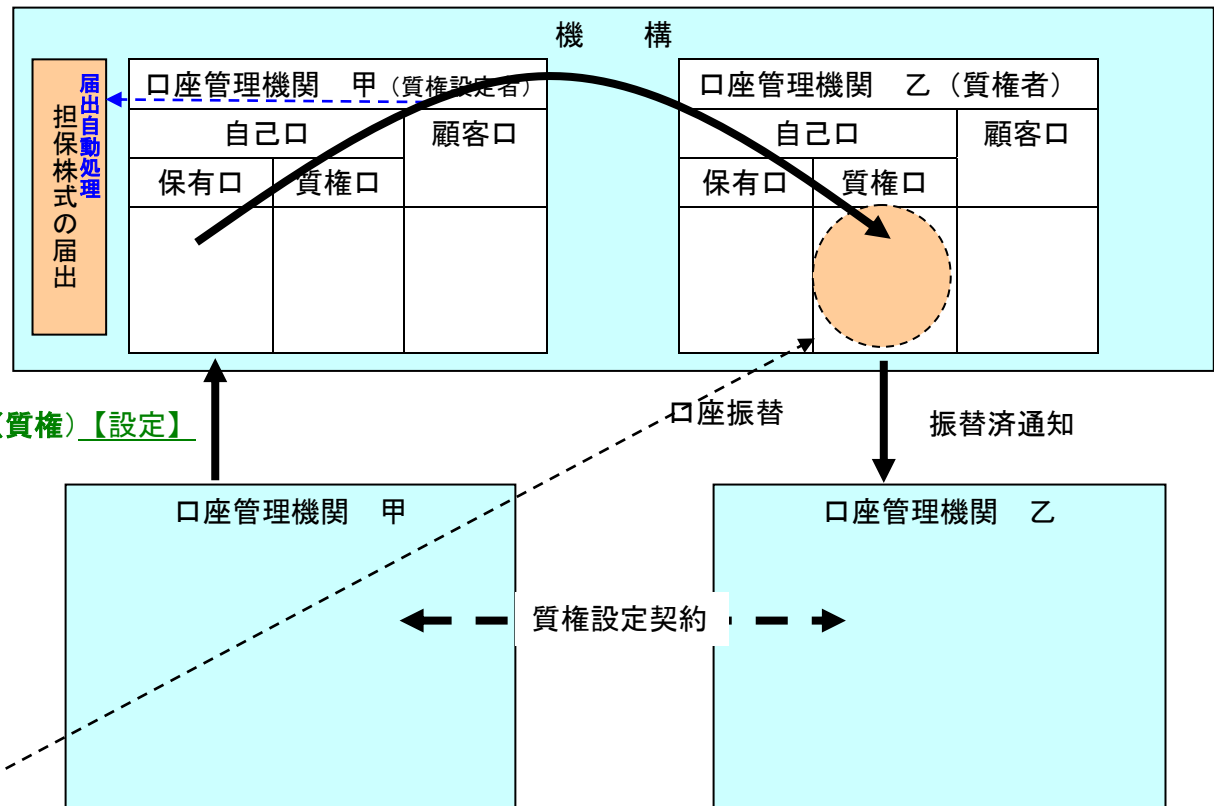 機　構
届出自動処理
担保株式の届出
口座管理機関　甲（質権設定者）
自己口
顧客口
保有口
質権口
口座管理機関　乙（質権者）
自己口
顧客口
保有口
質権口
質権）【設定】
口座振替
振替済通知
口座管理機関　甲
口座管理機関　乙
質権設定契約